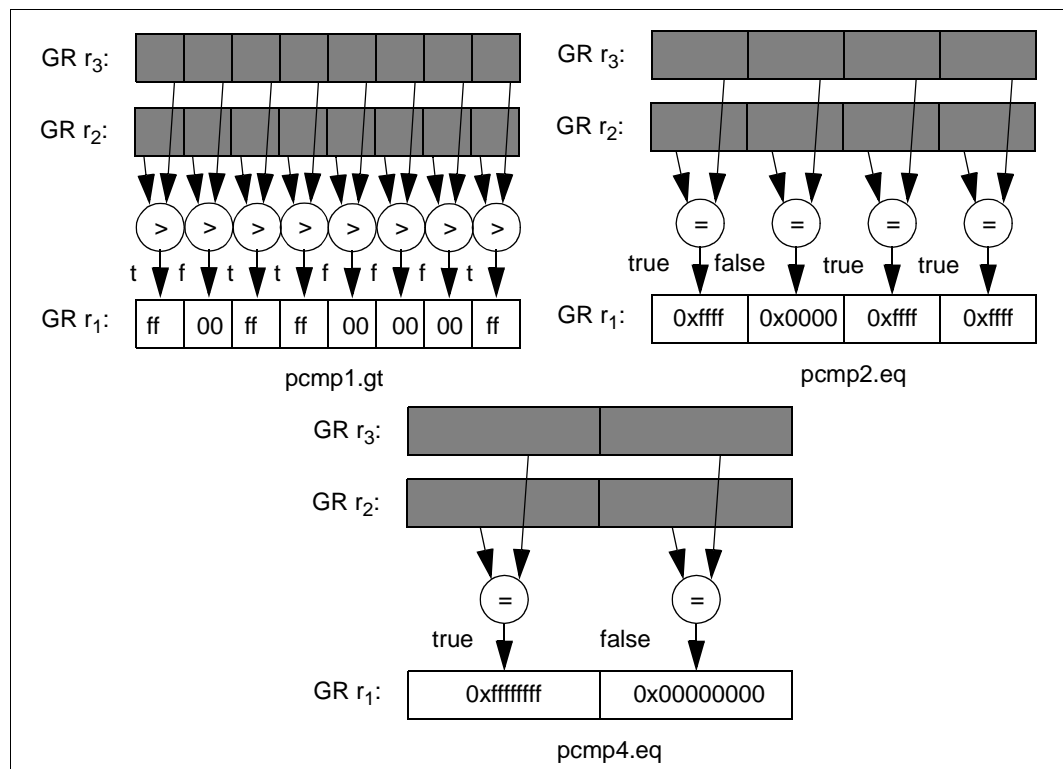 GR r3:
GR r2:
> > > > > > > >
t f t t f f f t
GR r1: ff 00 ff ff 00 00 00 ff
pcmp1.gt
GR r3:
GR r2:
= = = =
true false true true
GR r1: 0xffff 0x0000 0xffff 0xffff
pcmp2.eq
GR r3:
GR r2:
= =
true false
GR r1: 0xffffffff 0x00000000
pcmp4.eq